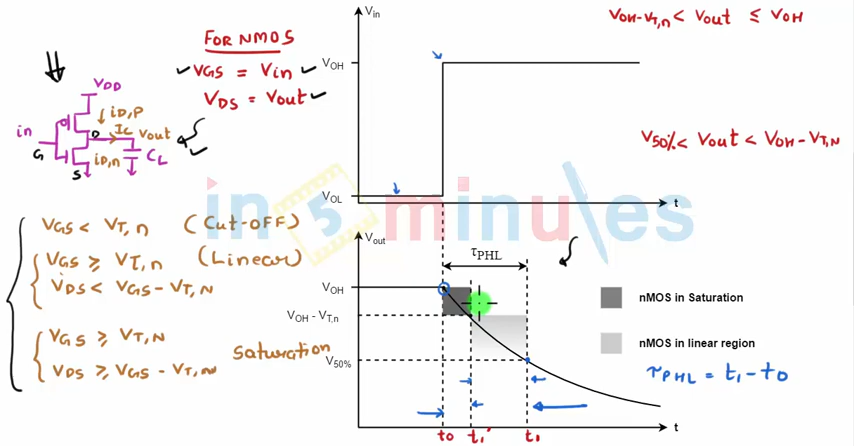 FOR NMOS
✓ VGS = Vin ✓
VDS = Vout ✓
VDD
iD,P
in
D
Ic
Vout
G
iD,n
S
CL
VGS < VT,n (Cut-OFF)
VGS ≥ VT,n (Linear)
VDS < VGS - VT,N
VGS ≥ VT,N
VDS ≥ VGS - VT,N
saturation
Vin
VOH
VOL
t
VOH-VT,n < Vout ≤ VOH
V50% < Vout < VOH - VT,N
in 5 minutes
Vout
τPHL
VOH
VOH - VT,n
V50%
t0
t1'
t1
t
nMOS in Saturation
nMOS in linear region
τPHL = t1 - t0